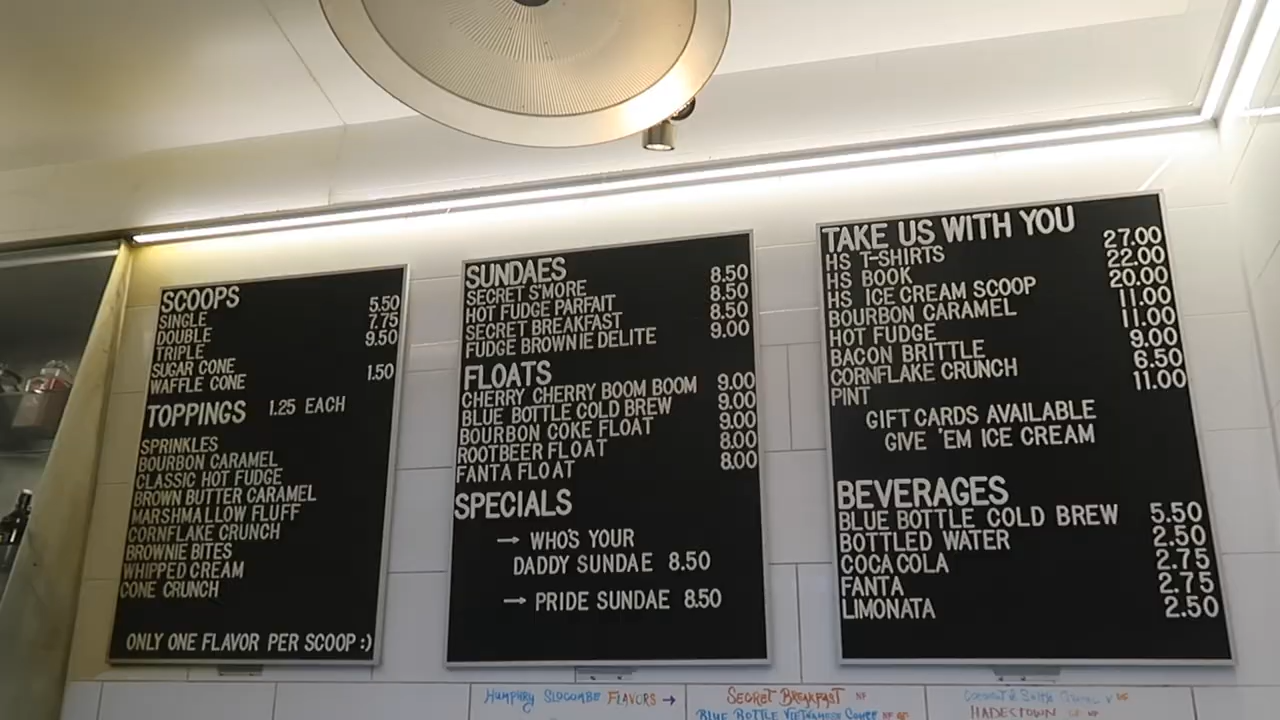 SCOOPS
SINGLE 5.50
DOUBLE 7.75
TRIPLE 9.50
SUGAR CONE
WAFFLE CONE 1.50
TOPPINGS 1.25 EACH
SPRINKLES
BOURBON CARAMEL
CLASSIC HOT FUDGE
BROWN BUTTER CARAMEL
MARSHMALLOW FLUFF
CORNFLAKE CRUNCH
BROWNIE BITES
WHIPPED CREAM
CONE CRUNCH
ONLY ONE FLAVOR PER SCOOP :)
SUNDAES
SECRET S'MORE 8.50
HOT FUDGE PARFAIT 8.50
SECRET BREAKFAST 8.50
FUDGE BROWNIE DELITE 9.00
FLOATS
CHERRY CHERRY BOOM BOOM 9.00
BLUE BOTTLE COLD BREW 9.00
BOURBON COKE FLOAT 9.00
ROOTBEER FLOAT 8.00
FANTA FLOAT 8.00
SPECIALS
→ WHO'S YOUR
DADDY SUNDAE 8.50
→ PRIDE SUNDAE 8.50
TAKE US WITH YOU
HS T-SHIRTS 27.00
HS BOOK 22.00
HS ICE CREAM SCOOP 20.00
BOURBON CARAMEL 11.00
HOT FUDGE 11.00
BACON BRITTLE 9.00
CORNFLAKE CRUNCH 6.50
PINT 11.00
GIFT CARDS AVAILABLE
GIVE 'EM ICE CREAM
BEVERAGES
BLUE BOTTLE COLD BREW 5.50
BOTTLED WATER 2.50
COCA COLA 2.75
FANTA 2.75
LIMONATA 2.50
HUMPHRY SLOCOMBE FLAVORS →
SECRET BREAKFAST NF
BLUE BOTTLE VIETNAMESE COFFEE NF GF
HADESTOWN